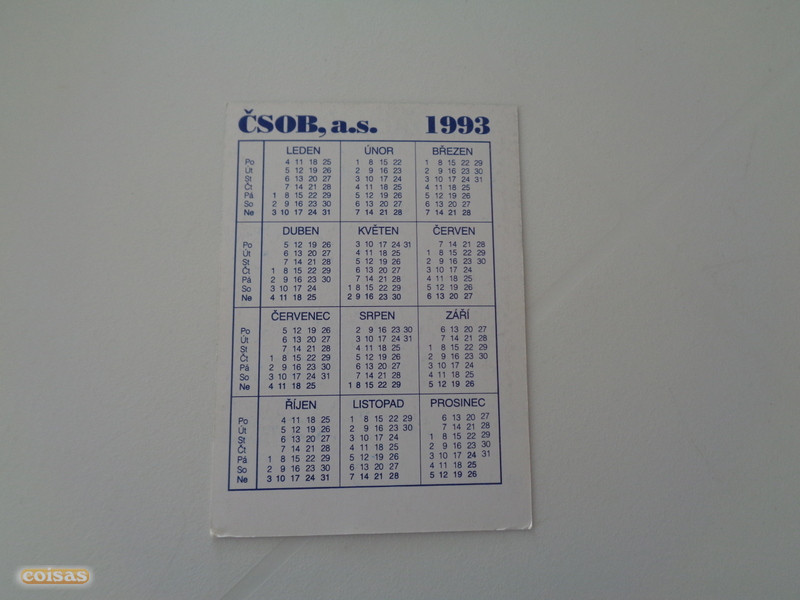 ČSOB, a.s. 1993
LEDEN ÚNOR BŘEZEN
Po 4 11 18 25 1 8 15 22 1 8 15 22 29
Út 5 12 19 26 2 9 16 23 2 9 16 23 30
St 6 13 20 27 3 10 17 24 3 10 17 24 31
Čt 7 14 21 28 4 11 18 25 4 11 18 25
Pá 1 8 15 22 29 5 12 19 26 5 12 19 26
So 2 9 16 23 30 6 13 20 27 6 13 20 27
Ne 3 10 17 24 31 7 14 21 28 7 14 21 28
DUBEN KVĚTEN ČERVEN
Po 5 12 19 26 3 10 17 24 31 7 14 21 28
Út 6 13 20 27 4 11 18 25 1 8 15 22 29
St 7 14 21 28 5 12 19 26 2 9 16 23 30
Čt 1 8 15 22 29 6 13 20 27 3 10 17 24
Pá 2 9 16 23 30 7 14 21 28 4 11 18 25
So 3 10 17 24 1 8 15 22 29 5 12 19 26
Ne 4 11 18 25 2 9 16 23 30 6 13 20 27
ČERVENEC SRPEN ZÁŘÍ
Po 5 12 19 26 2 9 16 23 30 6 13 20 27
Út 6 13 20 27 3 10 17 24 31 7 14 21 28
St 7 14 21 28 4 11 18 25 1 8 15 22 29
Čt 1 8 15 22 29 5 12 19 26 2 9 16 23 30
Pá 2 9 16 23 30 6 13 20 27 3 10 17 24
So 3 10 17 24 31 7 14 21 28 4 11 18 25
Ne 4 11 18 25 1 8 15 22 29 5 12 19 26
ŘÍJEN LISTOPAD PROSINEC
Po 4 11 18 25 1 8 15 22 29 6 13 20 27
Út 5 12 19 26 2 9 16 23 30 7 14 21 28
St 6 13 20 27 3 10 17 24 1 8 15 22 29
Čt 7 14 21 28 4 11 18 25 2 9 16 23 30
Pá 1 8 15 22 29 5 12 19 26 3 10 17 24 31
So 2 9 16 23 30 6 13 20 27 4 11 18 25
Ne 3 10 17 24 31 7 14 21 28 5 12 19 26
coisas